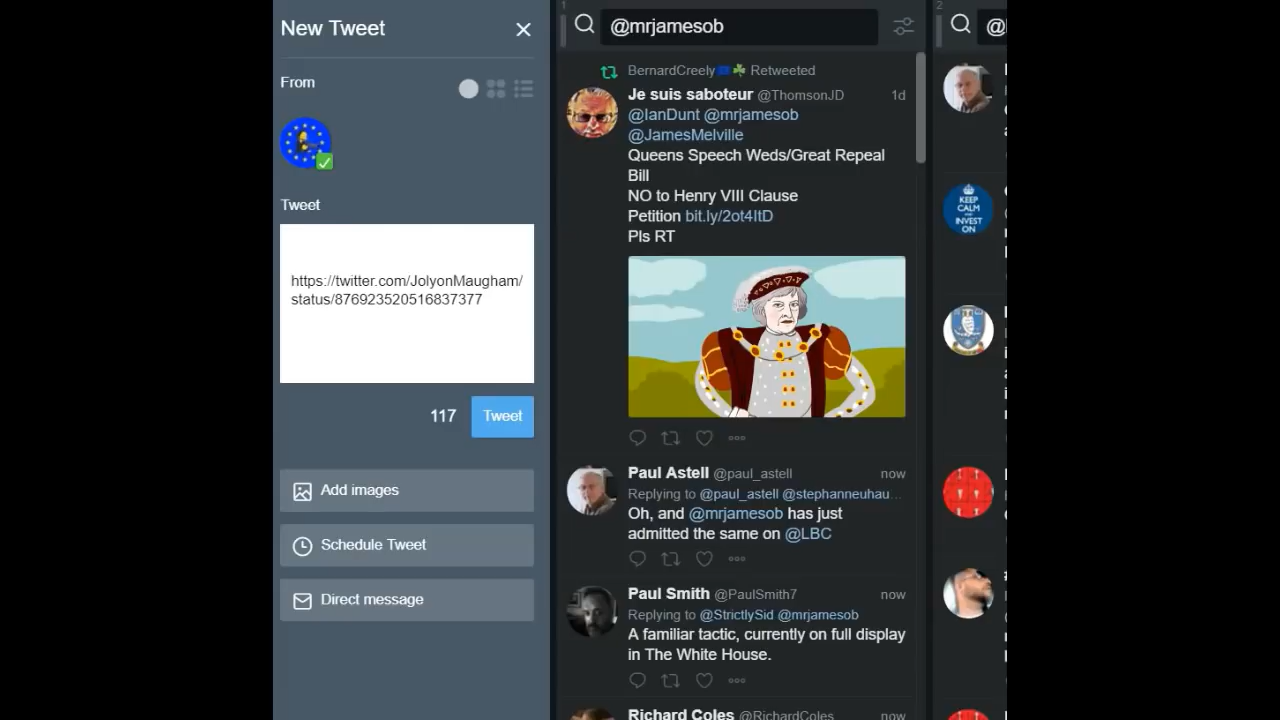 New Tweet
From
Tweet
https://twitter.com/JolyonMaugham/
status/876923520516837377
117 Tweet
Add images
Schedule Tweet
Direct message
1
@mrjamesob
BernardCreely Retweeted
Je suis saboteur @ThomsonJD 1d
@IanDunt @mrjamesob
@JamesMelville
Queens Speech Weds/Great Repeal
Bill
NO to Henry VIII Clause
Petition bit.ly/2ot4ItD
Pls RT
Paul Astell @paul_astell now
Replying to @paul_astell @stephanneuhau...
Oh, and @mrjamesob has just
admitted the same on @LBC
Paul Smith @PaulSmith7 now
Replying to @StrictlySid @mrjamesob
A familiar tactic, currently on full display
in The White House.
Richard Coles @RichardColes now
2
@
KEEP
CALM
INVEST
ON